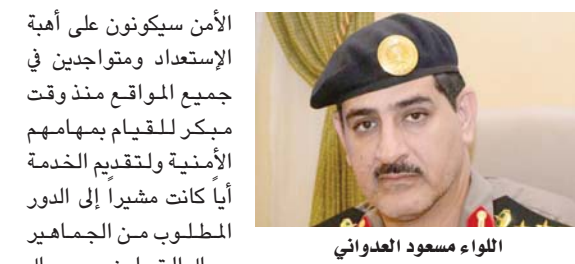 الأمن سيكونون على أهبة
الإستعداد ومتواجدين في
جميع المواقع منذ وقت
مبكر للقيام بمهامهم
الأمنية ولتقديم الخدمة
أياً كانت مشيراً إلى الدور
المطلوب من الجماهير
اللواء مسعود العدواني